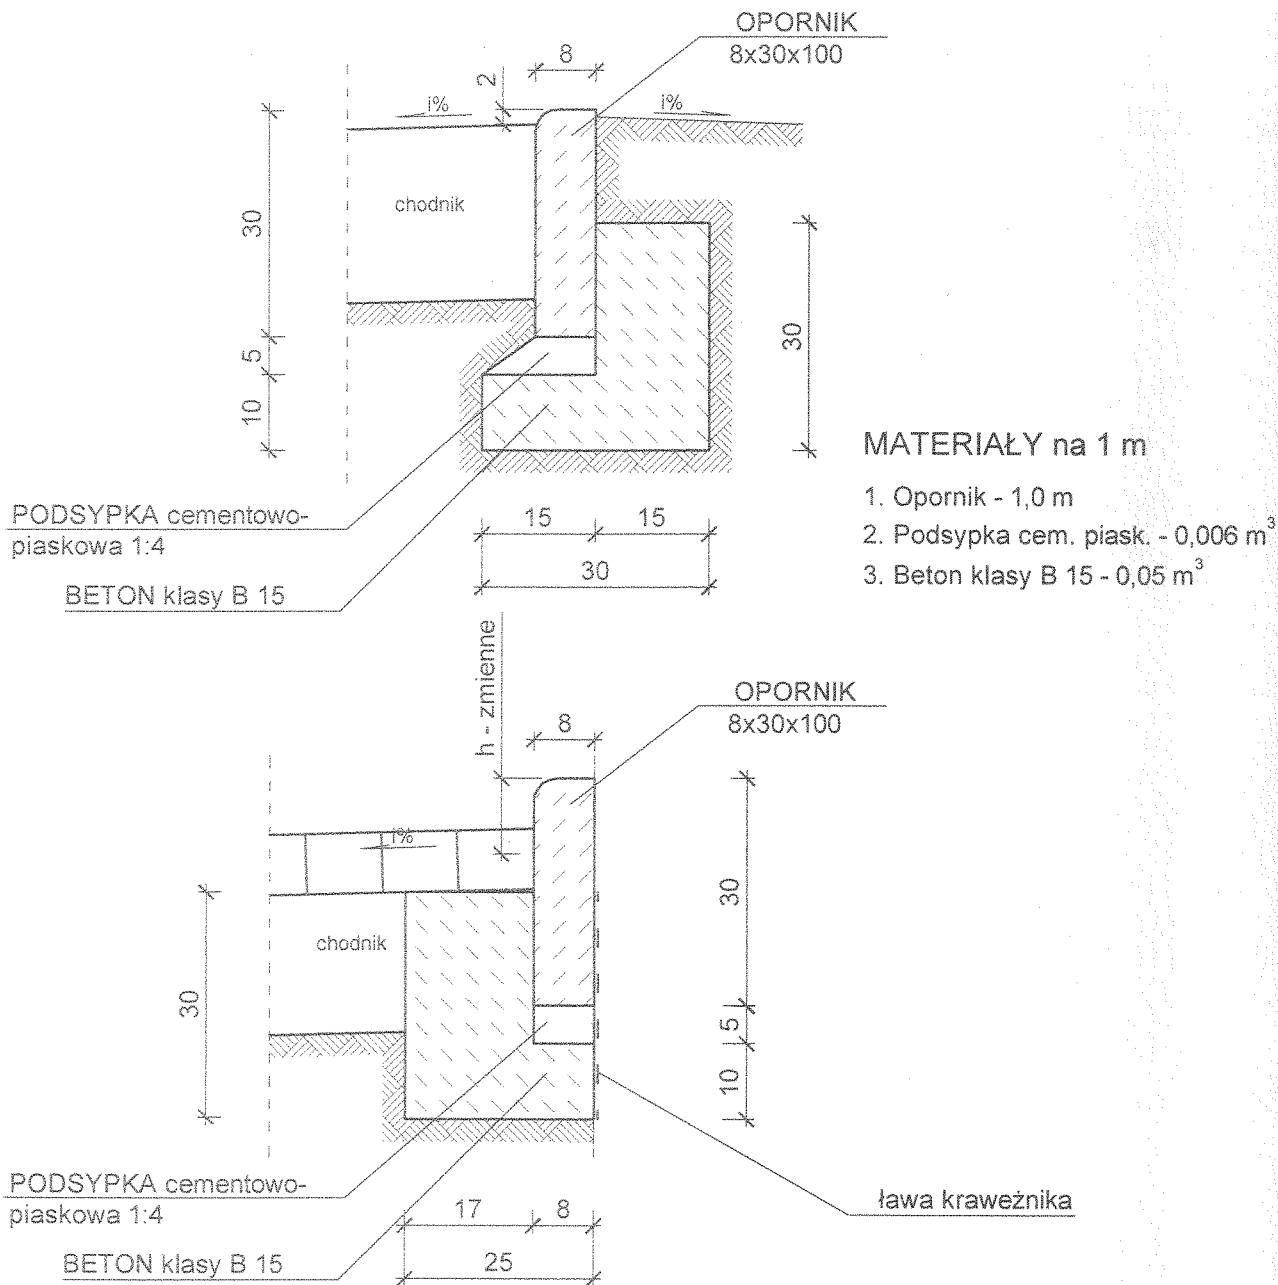 OPORNIK
8x30x100
8
2
i%
i%
chodnik
30
5
10
30
PODSYPKA cementowo-
piaskowa 1:4
BETON klasy B 15
15
15
30
MATERIAŁY na 1 m
1. Opornik - 1,0 m
2. Podsypka cem. piask. - 0,006 m³
3. Beton klasy B 15 - 0,05 m³
h - zmienne
OPORNIK
8x30x100
8
i%
chodnik
30
30
5
10
PODSYPKA cementowo-
piaskowa 1:4
BETON klasy B 15
17
8
25
ława kraweżnika